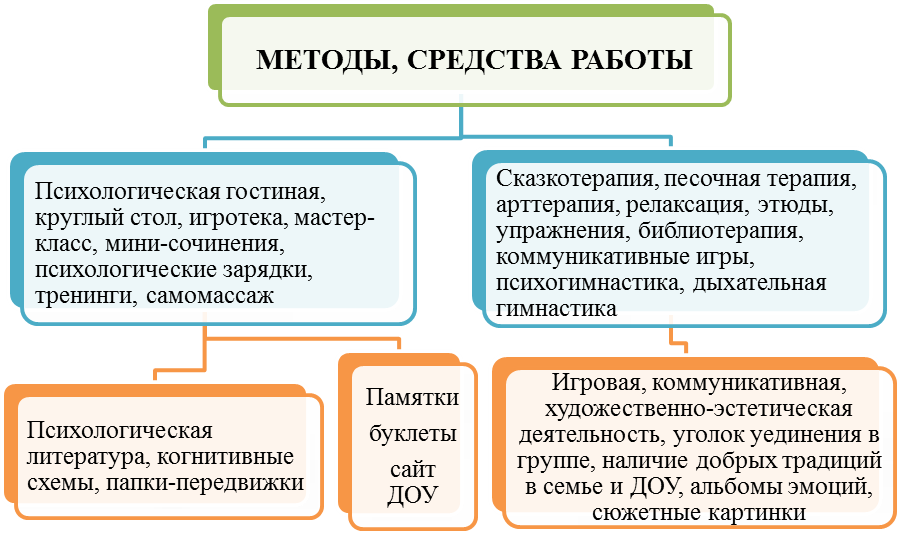 МЕТОДЫ, СРЕДСТВА РАБОТЫ
Психологическая гостиная,
круглый стол, игротека, мастер-
класс, мини-сочинения,
психологические зарядки,
тренинги, самомассаж
Сказкотерапия, песочная терапия,
арттерапия, релаксация, этюды,
упражнения, библиотерапия,
коммуникативные игры,
психогимнастика, дыхательная
гимнастика
Психологическая
литература, когнитивные
схемы, папки-передвижки
Памятки
буклеты
сайт
ДОУ
Игровая, коммуникативная,
художественно-эстетическая
деятельность, уголок уединения в
группе, наличие добрых традиций
в семье и ДОУ, альбомы эмоций,
сюжетные картинки